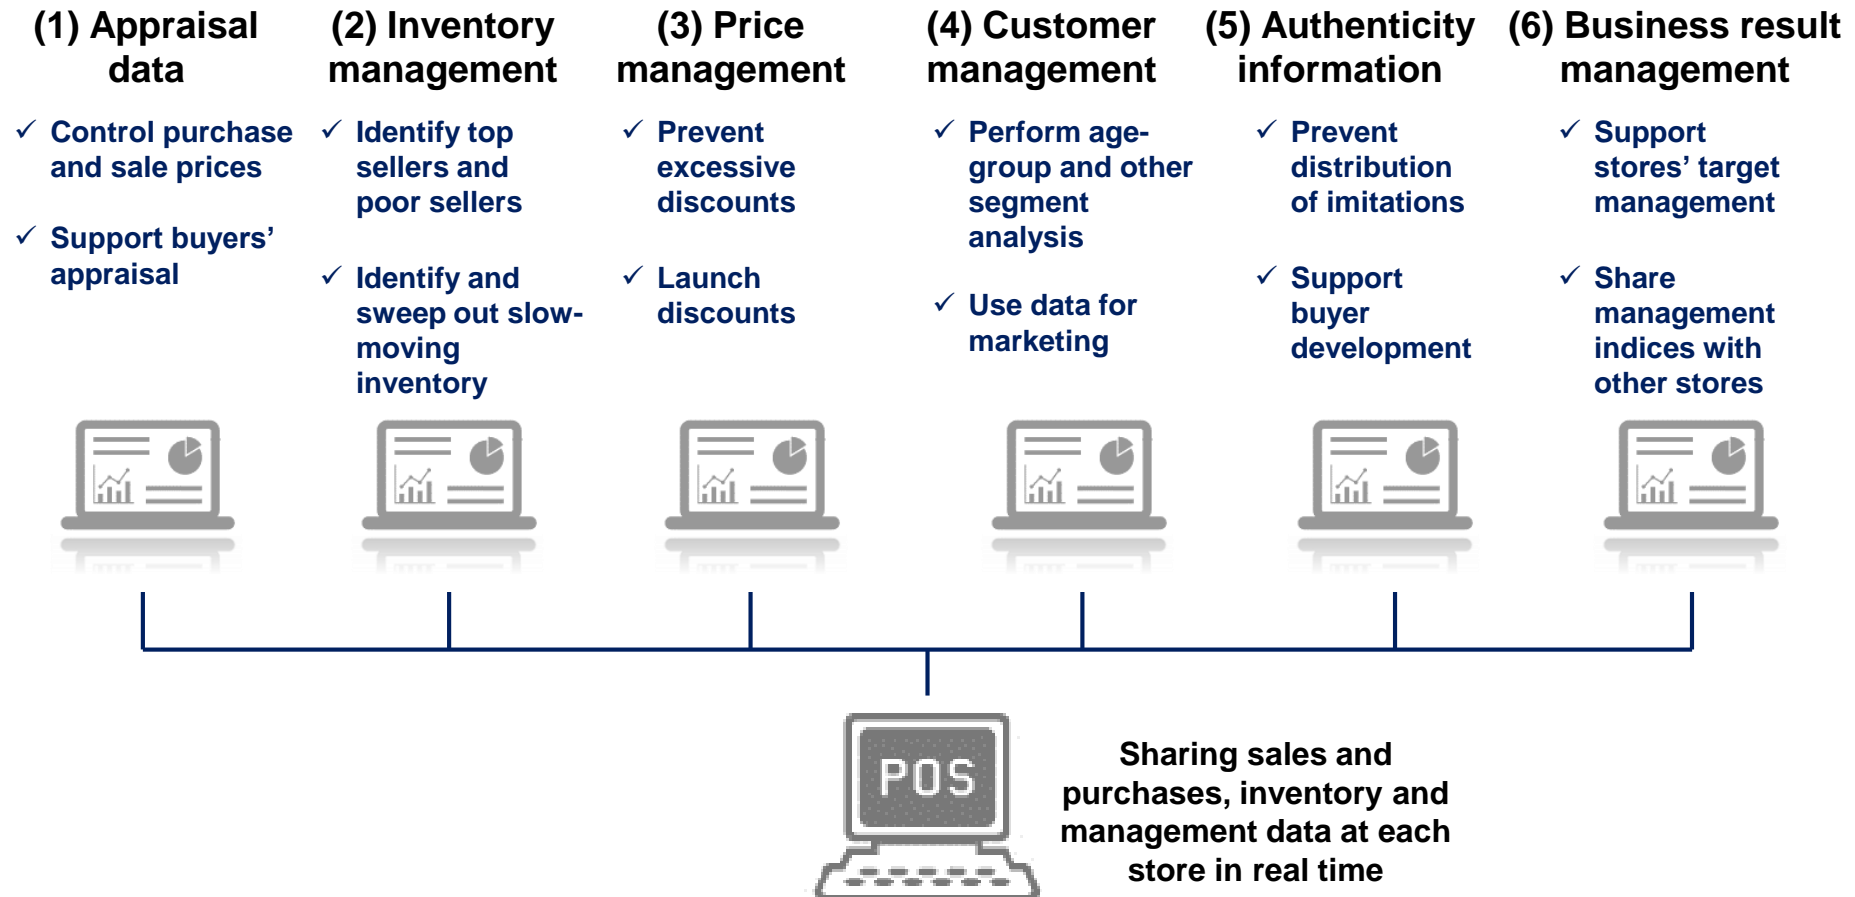 (1) Appraisal
data
✓ Control purchase
and sale prices
✓ Support buyers’
appraisal
(2) Inventory
management
✓ Identify top
sellers and
poor sellers
✓ Identify and
sweep out slow-
moving
inventory
(3) Price
management
✓ Prevent
excessive
discounts
✓ Launch
discounts
(4) Customer
management
✓ Perform age-
group and other
segment
analysis
✓ Use data for
marketing
(5) Authenticity
information
✓ Prevent
distribution
of imitations
✓ Support
buyer
development
(6) Business result
management
✓ Support
stores’ target
management
✓ Share
management
indices with
other stores
POS
Sharing sales and
purchases, inventory and
management data at each
store in real time